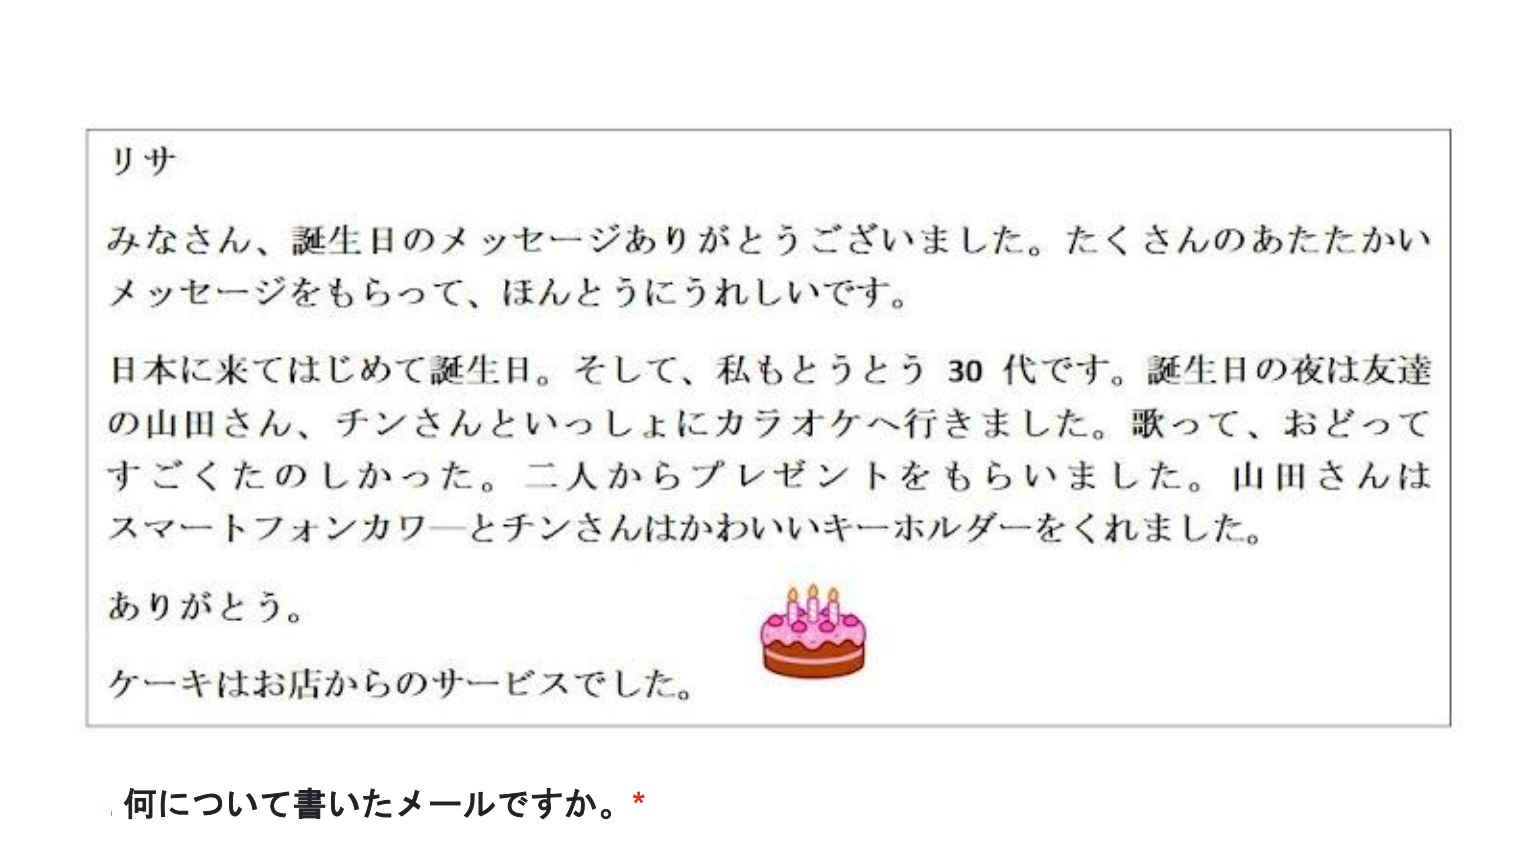 リサ
みなさん、誕生日のメッセージありがとうございました。たくさんのあたたかい
メッセージをもらって、ほんとうにうれしいです。
日本に来てはじめて誕生日。そして、私もとうとう 30 代です。誕生日の夜は友達
の山田さん、チンさんといっしょにカラオケへ行きました。歌って、おどって
すごくたのしかった。二人からプレゼントをもらいました。山田さんは
スマートフォンカワ―とチンさんはかわいいキーホルダーをくれました。
ありがとう。
ケーキはお店からのサービスでした。
何について書いたメールですか。*